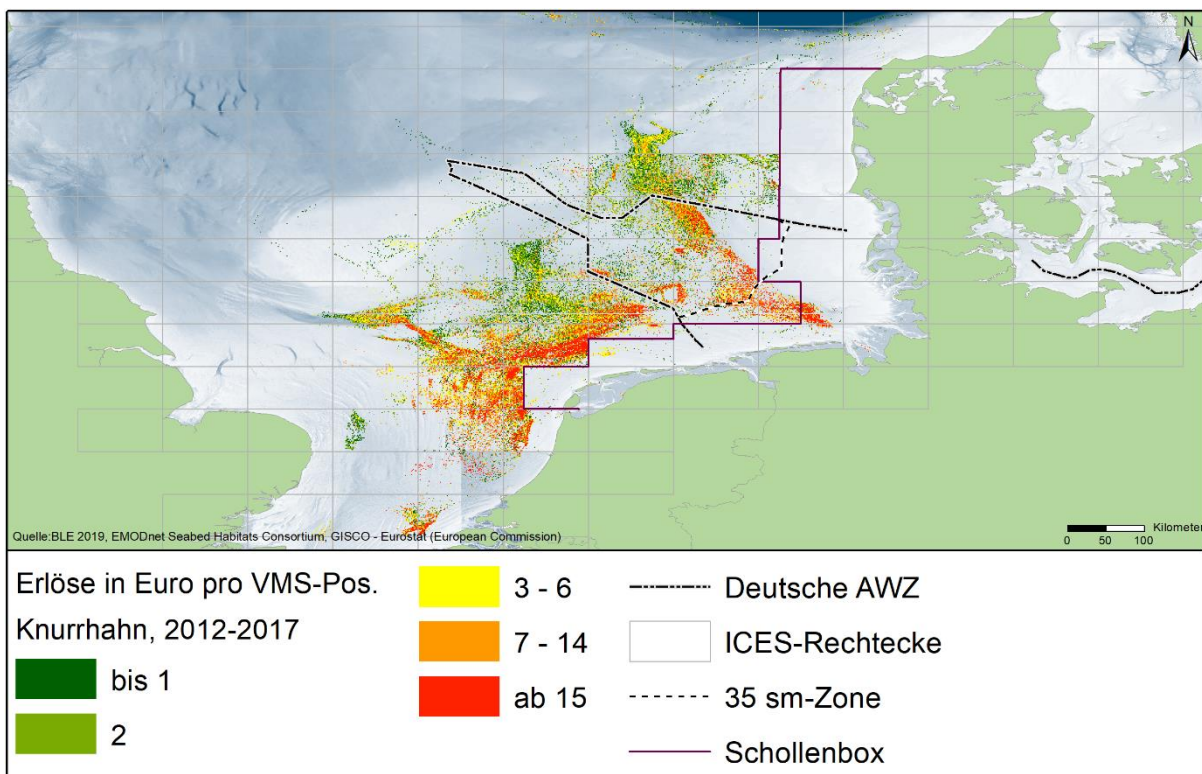 N
Quelle:BLE 2019, EMODnet Seabed Habitats Consortium, GISCO - Eurostat (European Commission)
Kilometer
0 50 100
Erlöse in Euro pro VMS-Pos.
Knurrhahn, 2012-2017
bis 1
2
3 - 6
7 - 14
ab 15
Deutsche AWZ
ICES-Rechtecke
35 sm-Zone
Schollenbox